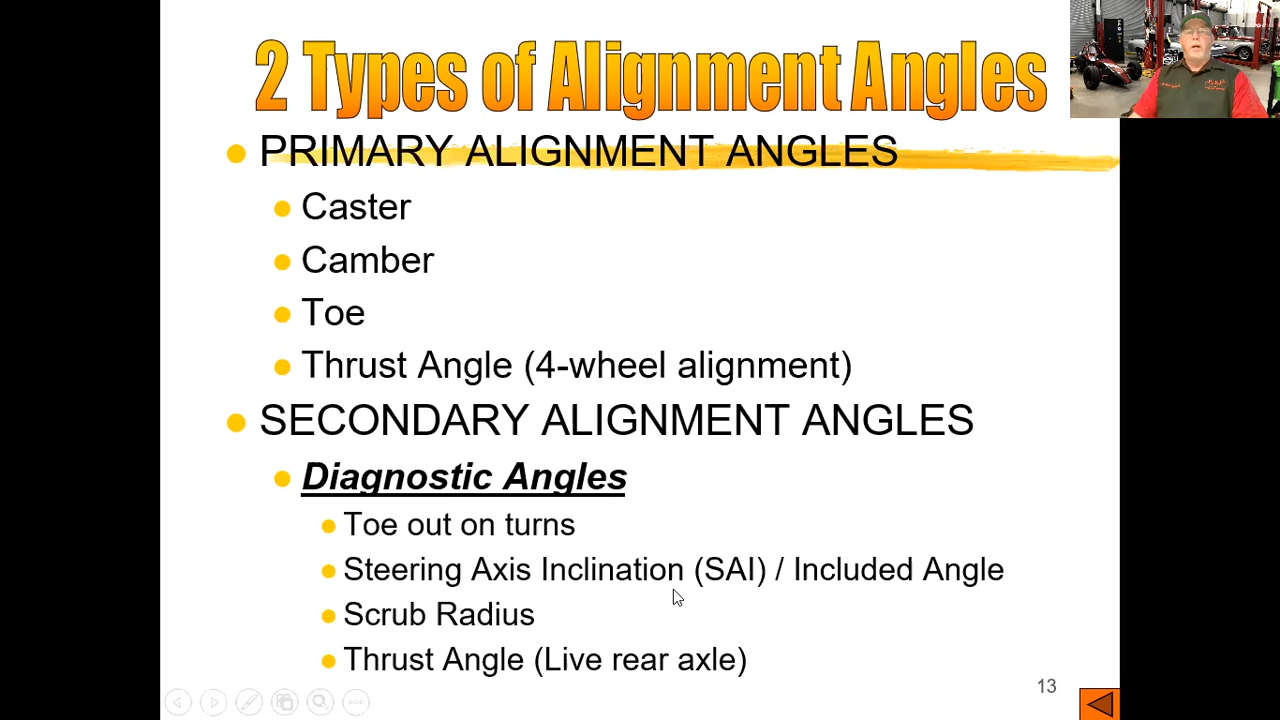 2 Types of Alignment Angles
PRIMARY ALIGNMENT ANGLES
Caster
Camber
Toe
Thrust Angle (4-wheel alignment)
SECONDARY ALIGNMENT ANGLES
Diagnostic Angles
Toe out on turns
Steering Axis Inclination (SAI) / Included Angle
Scrub Radius
Thrust Angle (Live rear axle)
13